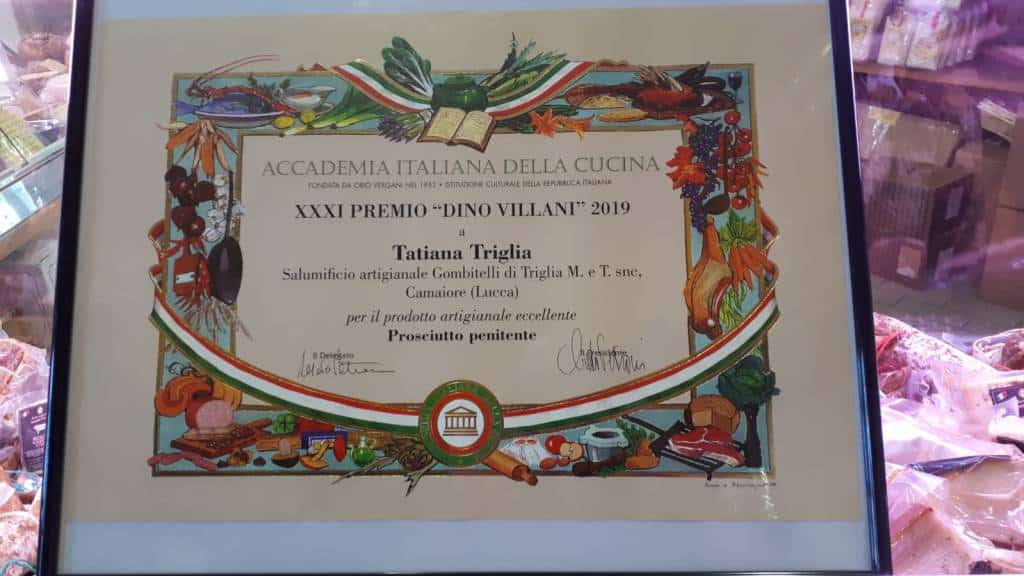 ACCADEMIA ITALIANA DELLA CUCINA
FONDATA DA ORIO VERGANI NEL 1953 • ISTITUZIONE CULTURALE DELLA REPUBBLICA ITALIANA
XXXI PREMIO “DINO VILLANI” 2019
a
Tatiana Triglia
Salumificio artigianale Gombitelli di Triglia M. e T. snc,
Camaiore (Lucca)
per il prodotto artigianale eccellente
Prosciutto penitente
Il Delegato
Il Presidente